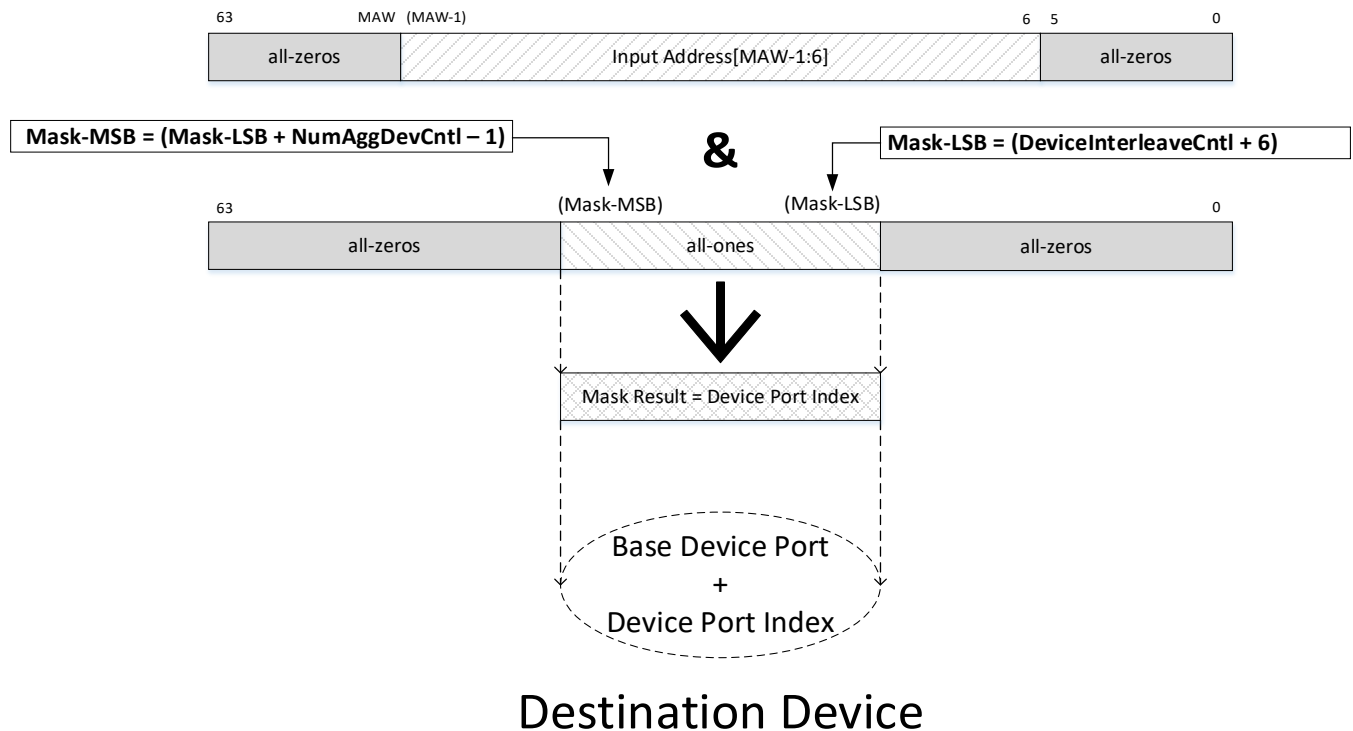 63 MAW (MAW-1) 6 5 0
all-zeros Input Address[MAW-1:6] all-zeros
Mask-MSB = (Mask-LSB + NumAggDevCntl – 1) & Mask-LSB = (DeviceInterleaveCntl + 6)
63 (Mask-MSB) (Mask-LSB) 0
all-zeros all-ones all-zeros
Mask Result = Device Port Index
Base Device Port
+
Device Port Index
Destination Device